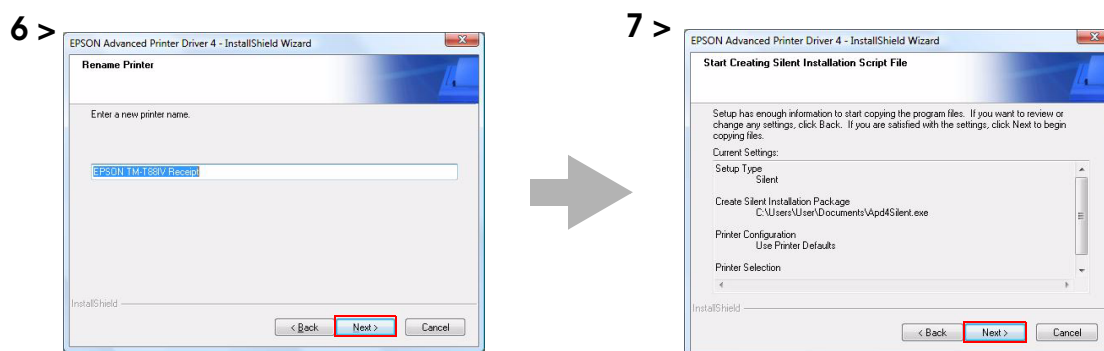 6 >
EPSON Advanced Printer Driver 4 - InstallShield Wizard
Rename Printer
Enter a new printer name.
EPSON TM-T88IV Receipt
InstallShield
< Back Next > Cancel
7 >
EPSON Advanced Printer Driver 4 - InstallShield Wizard
Start Creating Silent Installation Script File
Setup has enough information to start copying the program files. If you want to review or
change any settings, click Back. If you are satisfied with the settings, click Next to begin
copying files.
Current Settings:
Setup Type
Silent
Create Silent Installation Package
C:\Users\User\Documents\Apd4Silent.exe
Printer Configuration
Use Printer Defaults
Printer Selection
InstallShield
< Back Next > Cancel